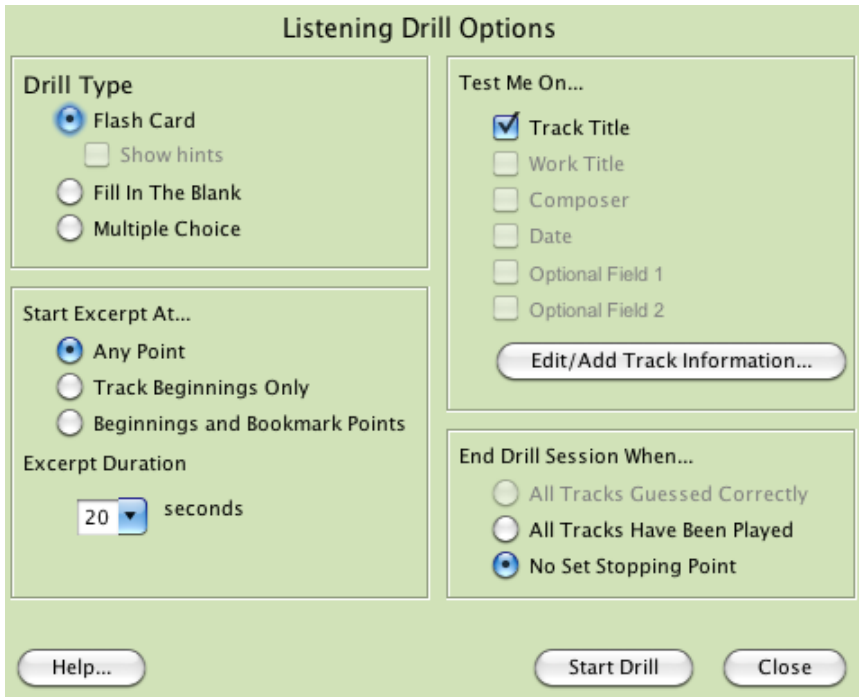 Listening Drill Options
Drill Type
Flash Card
Show hints
Fill In The Blank
Multiple Choice
Start Excerpt At...
Any Point
Track Beginnings Only
Beginnings and Bookmark Points
Excerpt Duration
20 seconds
Test Me On...
Track Title
Work Title
Composer
Date
Optional Field 1
Optional Field 2
Edit/Add Track Information...
End Drill Session When...
All Tracks Guessed Correctly
All Tracks Have Been Played
No Set Stopping Point
Help...
Start Drill
Close